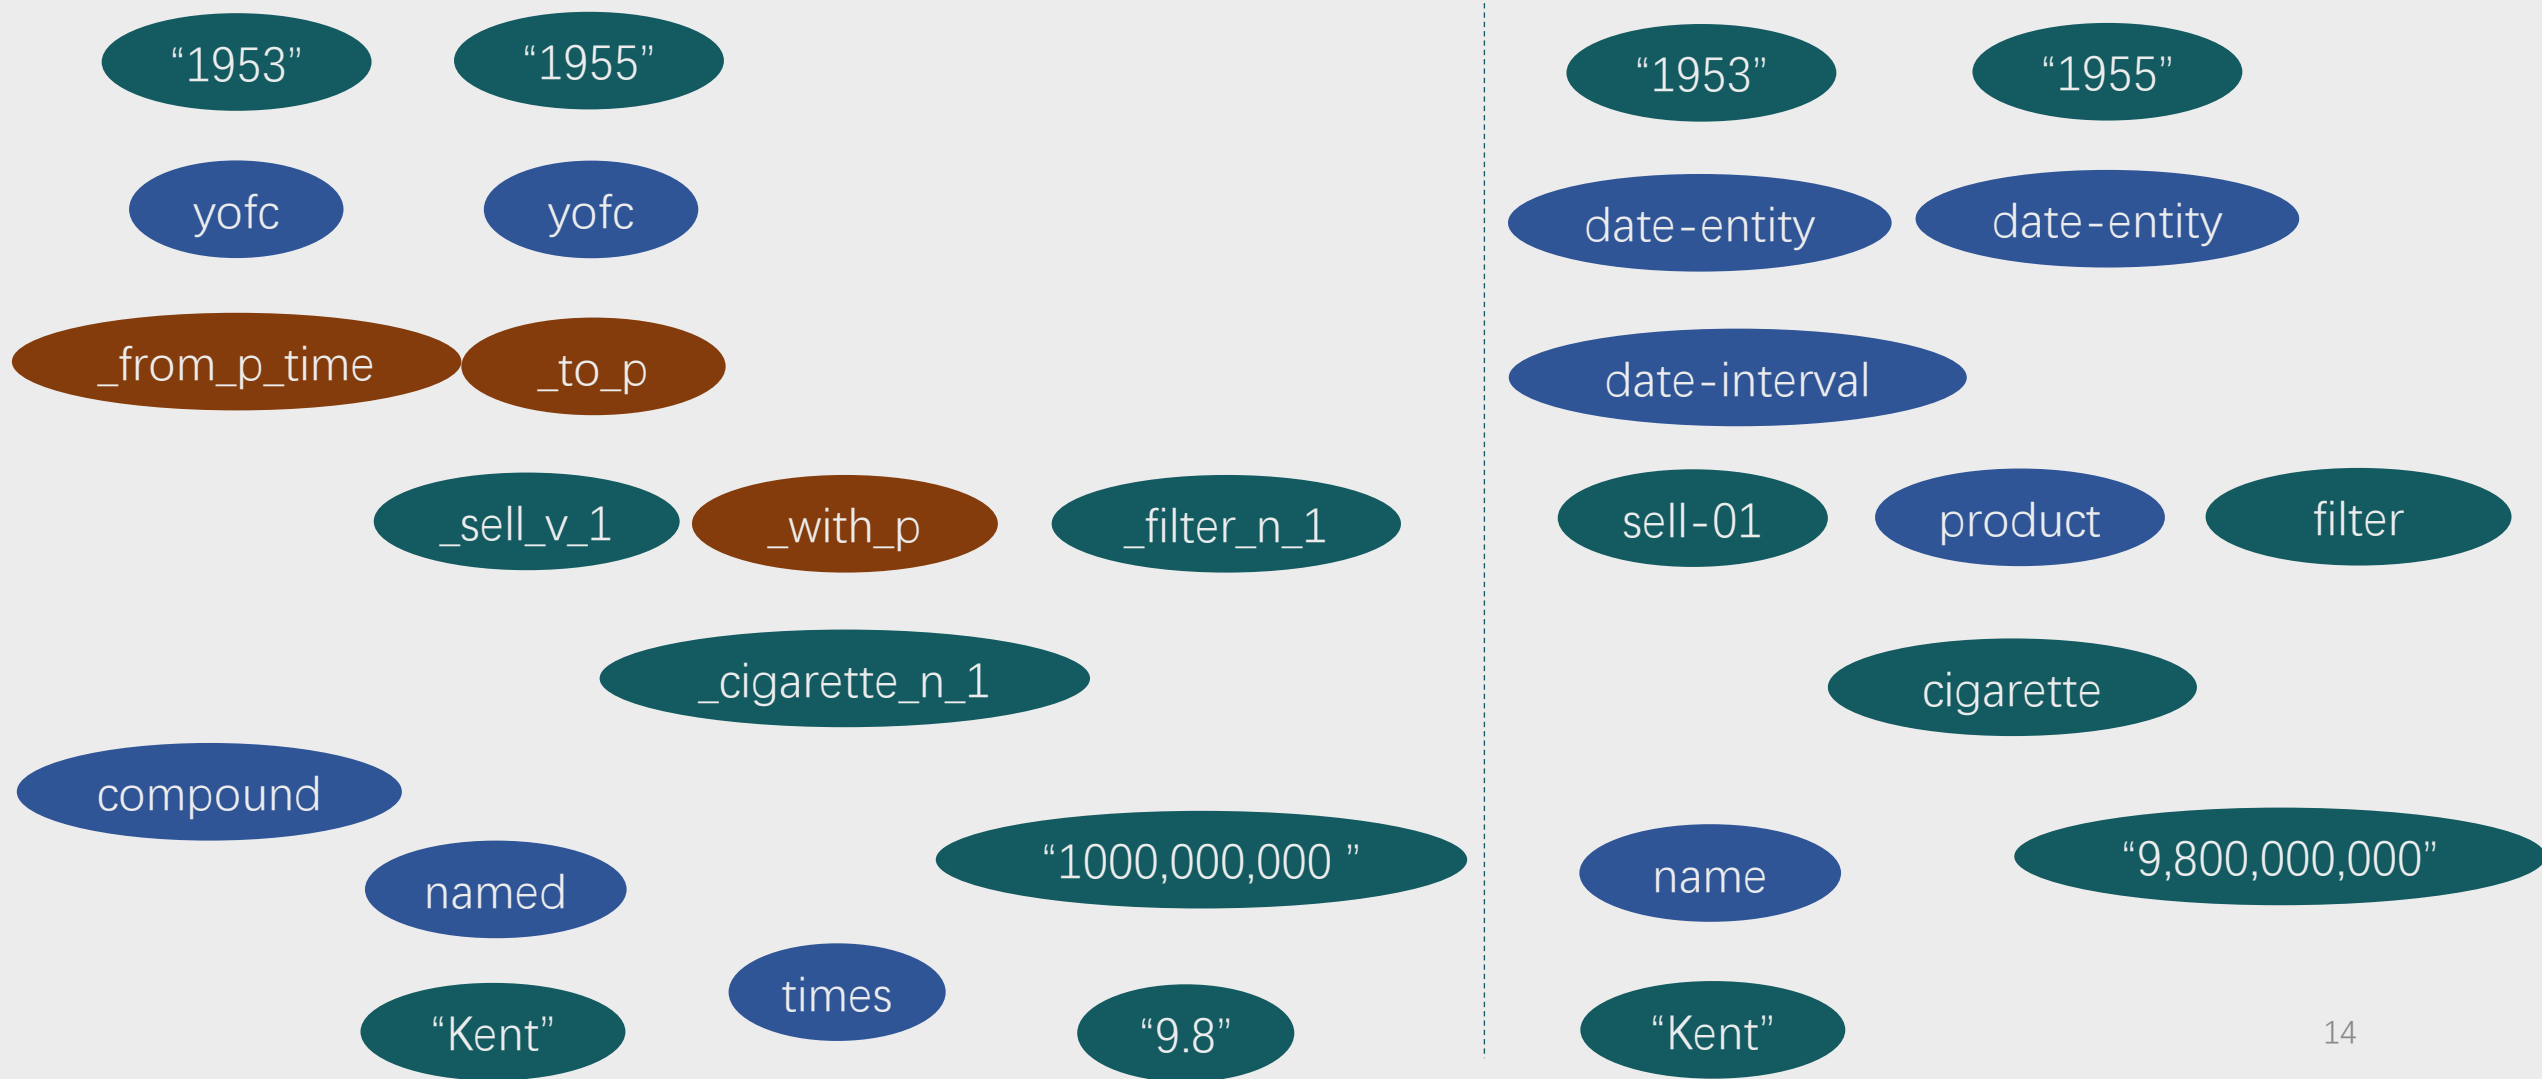 “1953”
“1955”
yofc
yofc
_from_p_time
_to_p
_sell_v_1
_with_p
_filter_n_1
_cigarette_n_1
compound
“1000,000,000 ”
named
times
“Kent”
“9.8”
“1953”
“1955”
date-entity
date-entity
date-interval
sell-01
product
filter
cigarette
“9,800,000,000”
name
“Kent”
14